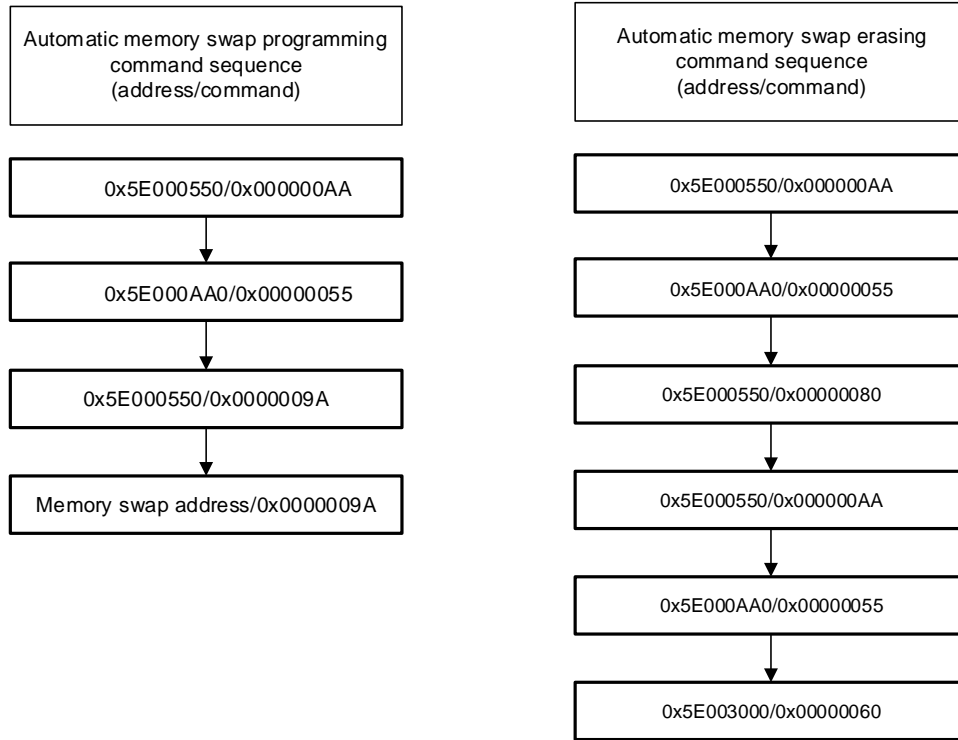 Automatic memory swap programming
command sequence
(address/command)
0x5E000550/0x000000AA
0x5E000AA0/0x00000055
0x5E000550/0x0000009A
Memory swap address/0x0000009A
Automatic memory swap erasing
command sequence
(address/command)
0x5E000550/0x000000AA
0x5E000AA0/0x00000055
0x5E000550/0x00000080
0x5E000550/0x000000AA
0x5E000AA0/0x00000055
0x5E003000/0x00000060